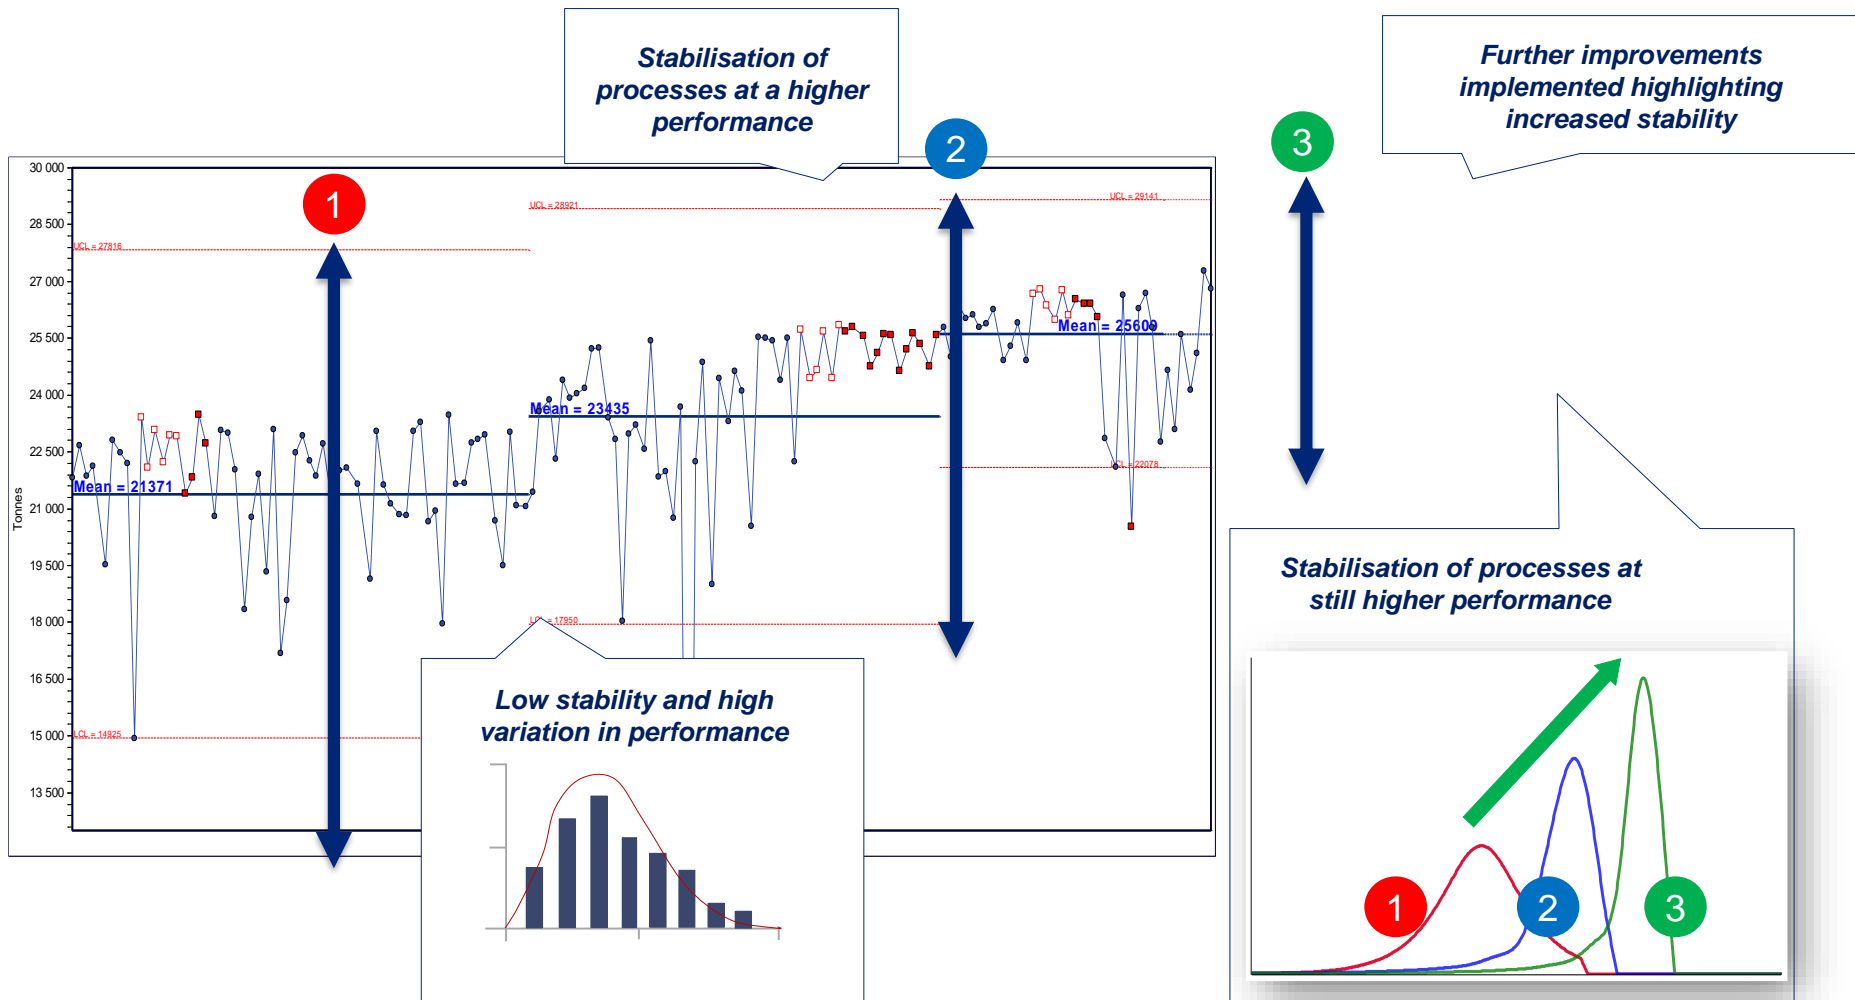 Stabilisation of
processes at a higher
performance
Further improvements
implemented highlighting
increased stability
1
2
3
30 000
28 500
27 000
25 500
24 000
22 500
21 000
19 500
18 000
16 500
15 000
13 500
Tonnes
UCL = 27816
UCL = 28921
UCL = 29141
Mean = 21371
Mean = 23435
Mean = 25609
LCL = 14925
LCL = 17950
LCL = 22078
Low stability and high
variation in performance
Stabilisation of processes at
still higher performance
1
2
3